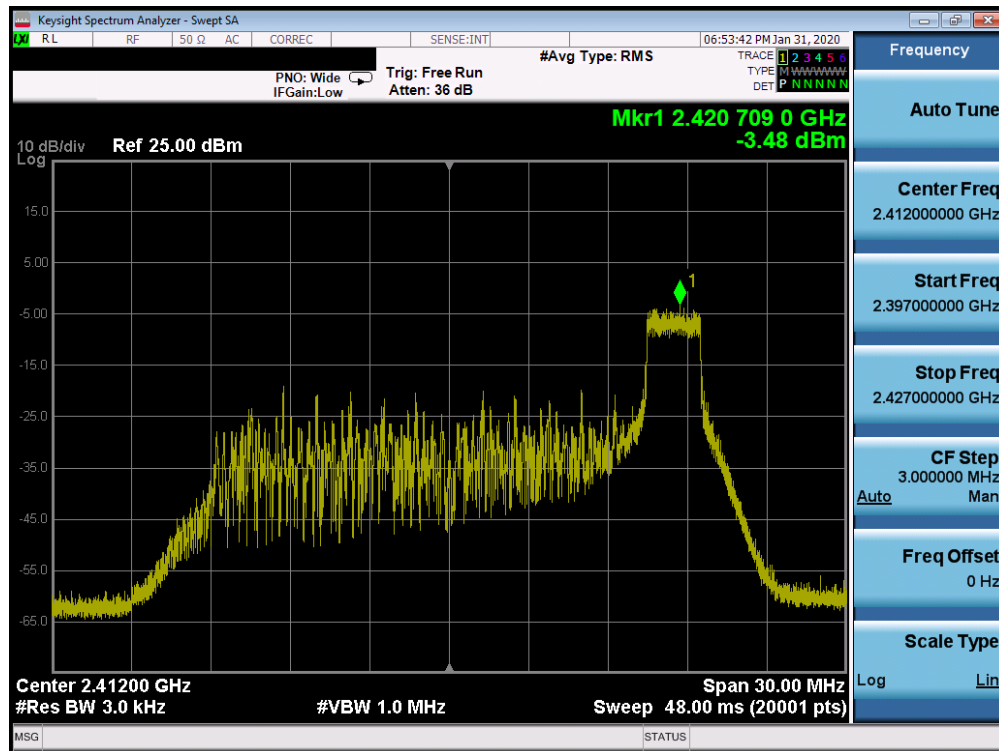 Keysight Spectrum Analyzer - Swept SA
LXI RL RF 50 Ω AC CORREC SENSE:INT 06:53:42 PM Jan 31, 2020
#Avg Type: RMS
TRACE 1 2 3 4 5 6
TYPE M WWWWW
DET P N N N N N
PNO: Wide
IFGain:Low
Trig: Free Run
Atten: 36 dB
Mkr1 2.420 709 0 GHz
-3.48 dBm
10 dB/div Ref 25.00 dBm
Log
15.0
5.00
-5.00
-15.0
-25.0
-35.0
-45.0
-55.0
-65.0
1
Center 2.41200 GHz
Span 30.00 MHz
#Res BW 3.0 kHz
#VBW 1.0 MHz
Sweep 48.00 ms (20001 pts)
MSG
STATUS
Frequency
Auto Tune
Center Freq
2.412000000 GHz
Start Freq
2.397000000 GHz
Stop Freq
2.427000000 GHz
CF Step
3.000000 MHz
Auto Man
Freq Offset
0 Hz
Scale Type
Log Lin